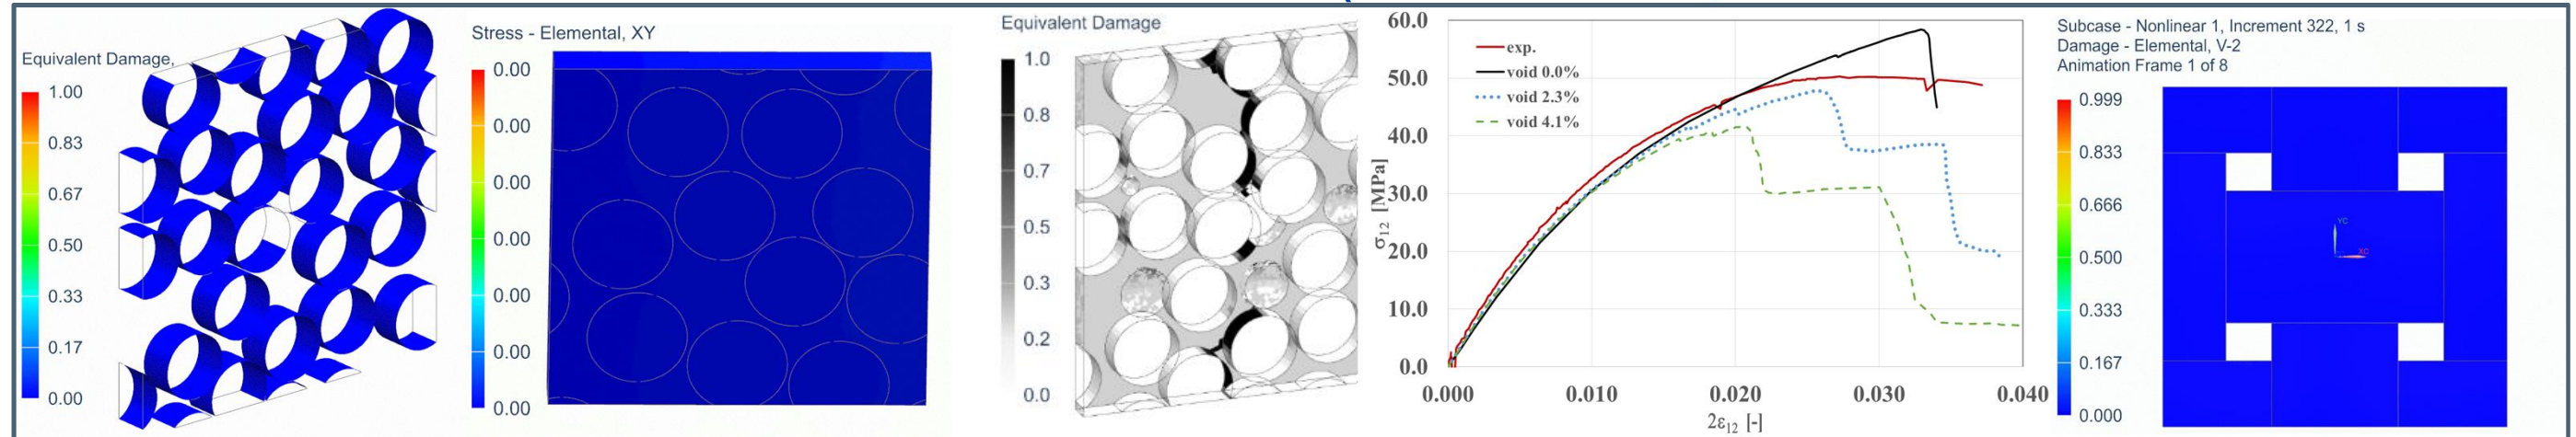 Equivalent Damage,
1.00
0.83
0.67
0.50
0.33
0.17
0.00
Stress - Elemental, XY
0.00
0.00
0.00
0.00
0.00
0.00
0.00
Equivalent Damage
1.0
0.8
0.7
0.5
0.3
0.2
0.0
σ12 [MPa]
60.0
50.0
40.0
30.0
20.0
10.0
0.0
exp.
void 0.0%
void 2.3%
void 4.1%
0.000 0.010 0.020 0.030 0.040
2ε12 [-]
Subcase - Nonlinear 1, Increment 322, 1 s
Damage - Elemental, V-2
Animation Frame 1 of 8
0.999
0.833
0.666
0.500
0.333
0.167
0.000
YC
XC